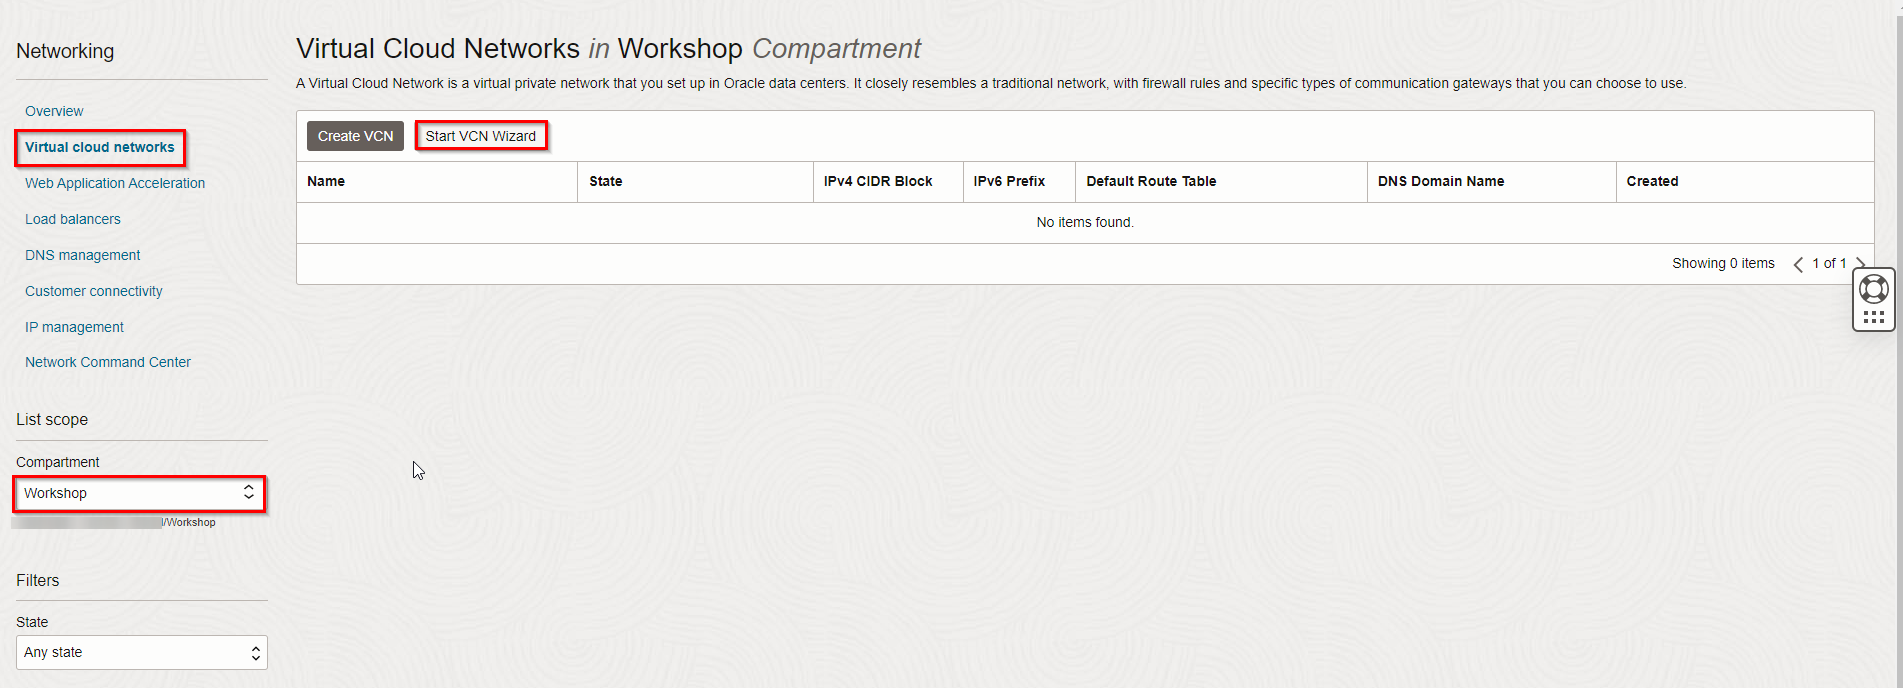 Networking
Overview
Virtual cloud networks
Web Application Acceleration
Load balancers
DNS management
Customer connectivity
IP management
Network Command Center
List scope
Compartment
Workshop
/Workshop
Filters
State
Any state
Virtual Cloud Networks in Workshop Compartment
A Virtual Cloud Network is a virtual private network that you set up in Oracle data centers. It closely resembles a traditional network, with firewall rules and specific types of communication gateways that you can choose to use.
Create VCN Start VCN Wizard
Name State IPv4 CIDR Block IPv6 Prefix Default Route Table DNS Domain Name Created
No items found.
Showing 0 items 1 of 1